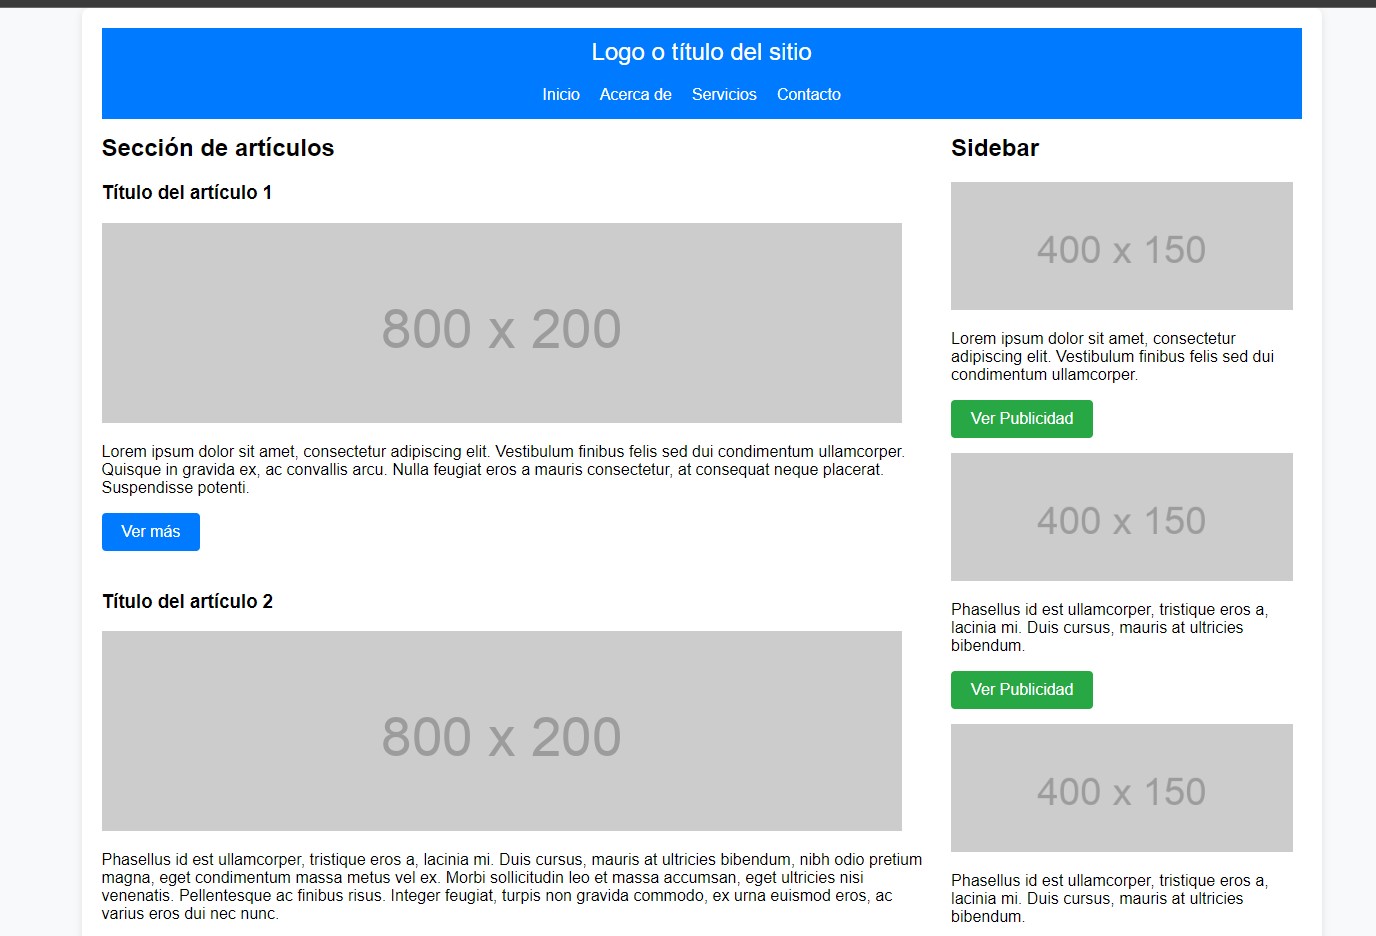 Logo o título del sitio
Inicio Acerca de Servicios Contacto
Sección de artículos
Título del artículo 1
800 x 200
Lorem ipsum dolor sit amet, consectetur adipiscing elit. Vestibulum finibus felis sed dui condimentum ullamcorper.
Quisque in gravida ex, ac convallis arcu. Nulla feugiat eros a mauris consectetur, at consequat neque placerat.
Suspendisse potenti.
Ver más
Título del artículo 2
800 x 200
Phasellus id est ullamcorper, tristique eros a, lacinia mi. Duis cursus, mauris at ultricies bibendum, nibh odio pretium
magna, eget condimentum massa metus vel ex. Morbi sollicitudin leo et massa accumsan, eget ultricies nisi
venenatis. Pellentesque ac finibus risus. Integer feugiat, turpis non gravida commodo, ex urna euismod eros, ac
varius eros dui nec nunc.
Sidebar
400 x 150
Lorem ipsum dolor sit amet, consectetur
adipiscing elit. Vestibulum finibus felis sed dui
condimentum ullamcorper.
Ver Publicidad
400 x 150
Phasellus id est ullamcorper, tristique eros a,
lacinia mi. Duis cursus, mauris at ultricies
bibendum.
Ver Publicidad
400 x 150
Phasellus id est ullamcorper, tristique eros a,
lacinia mi. Duis cursus, mauris at ultricies
bibendum.